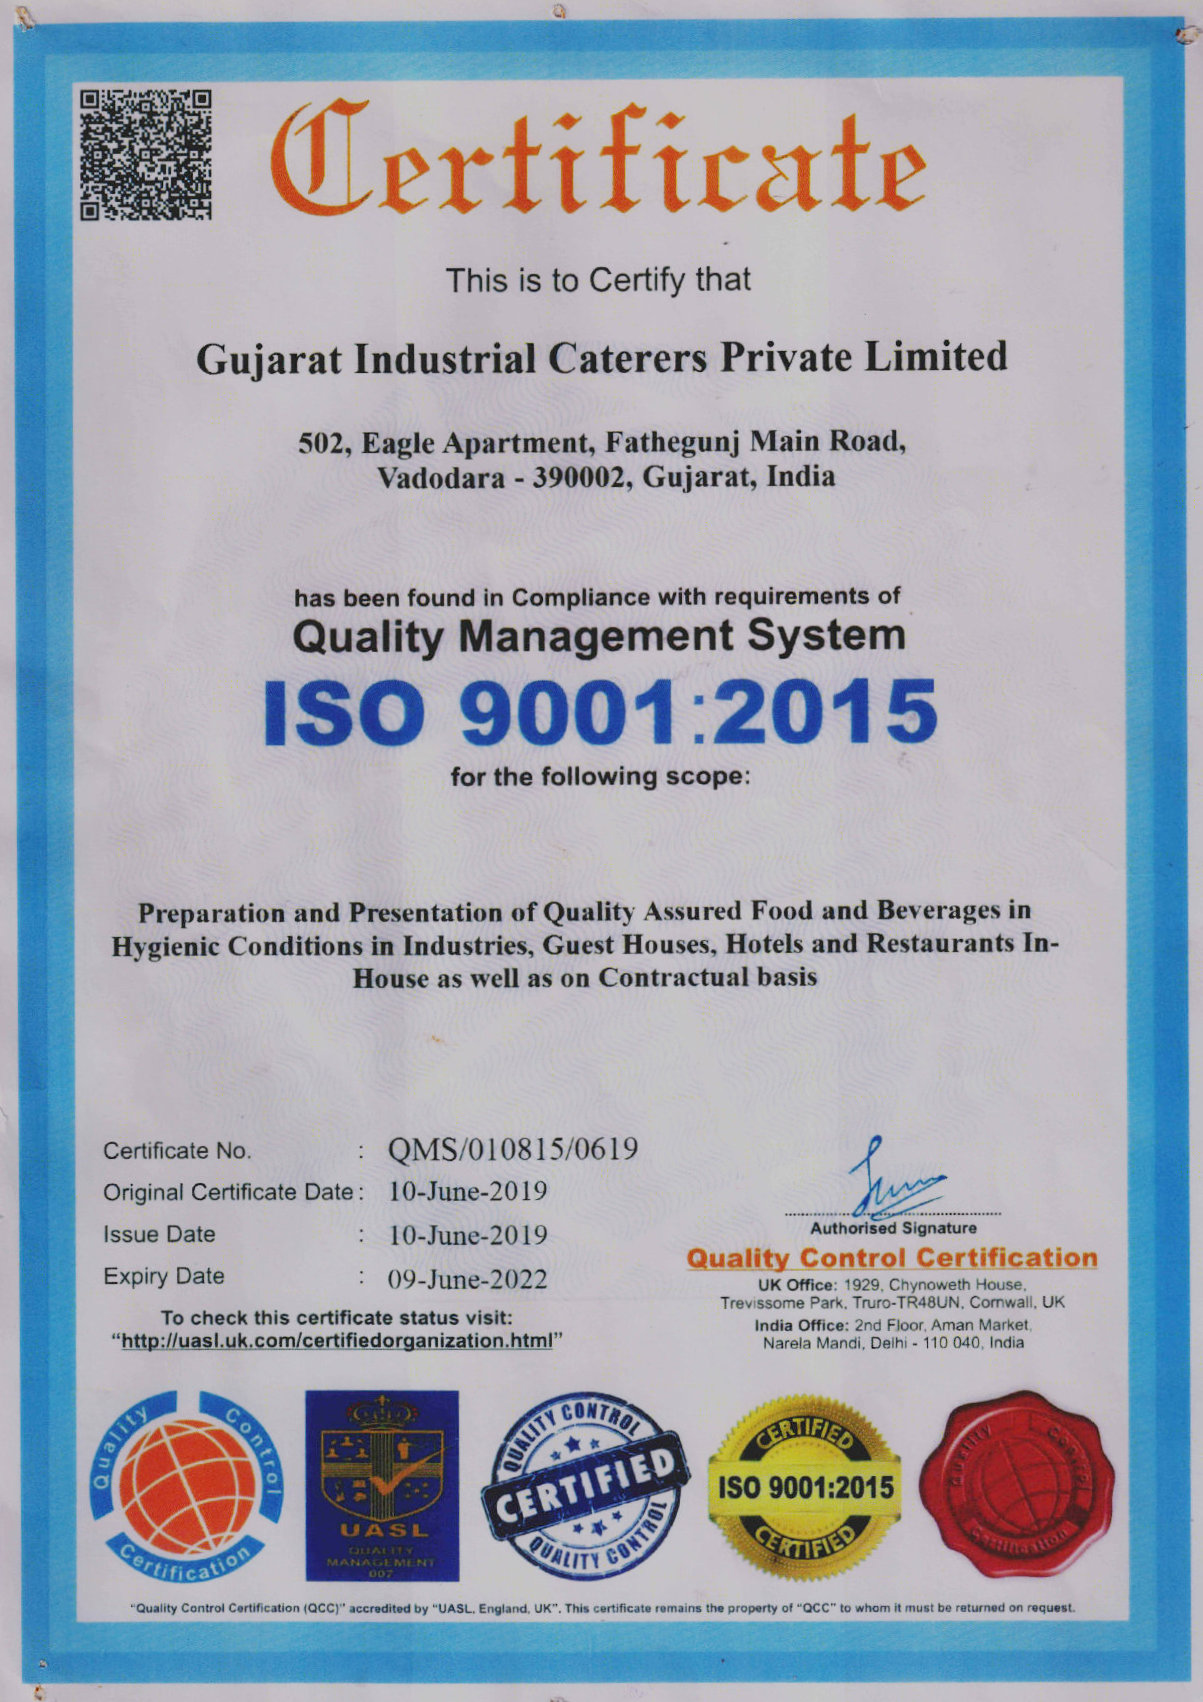 Certificate
This is to Certify that
Gujarat Industrial Caterers Private Limited
502, Eagle Apartment, Fathegunj Main Road,
Vadodara - 390002, Gujarat, India
has been found in Compliance with requirements of
Quality Management System
ISO 9001:2015
for the following scope:
Preparation and Presentation of Quality Assured Food and Beverages in
Hygienic Conditions in Industries, Guest Houses, Hotels and Restaurants In-
House as well as on Contractual basis
Certificate No. : QMS/010815/0619
Original Certificate Date : 10-June-2019
Issue Date : 10-June-2019
Expiry Date : 09-June-2022
To check this certificate status visit:
“http://uasl.uk.com/certifiedorganization.html”
Authorised Signature
Quality Control Certification
UK Office: 1929, Chynoweth House,
Trevissome Park, Truro-TR48UN, Cornwall, UK
India Office: 2nd Floor, Aman Market,
Narela Mandi, Delhi - 110 040, India
Quality Control Certification
UASL
QUALITY
MANAGEMENT
007
QUALITY CONTROL
CERTIFIED
QUALITY CONTROL
CERTIFIED
ISO 9001:2015
CERTIFIED
Quality Control Certification
“Quality Control Certification (QCC)” accredited by “UASL, England, UK”. This certificate remains the property of “QCC” to whom it must be returned on request.